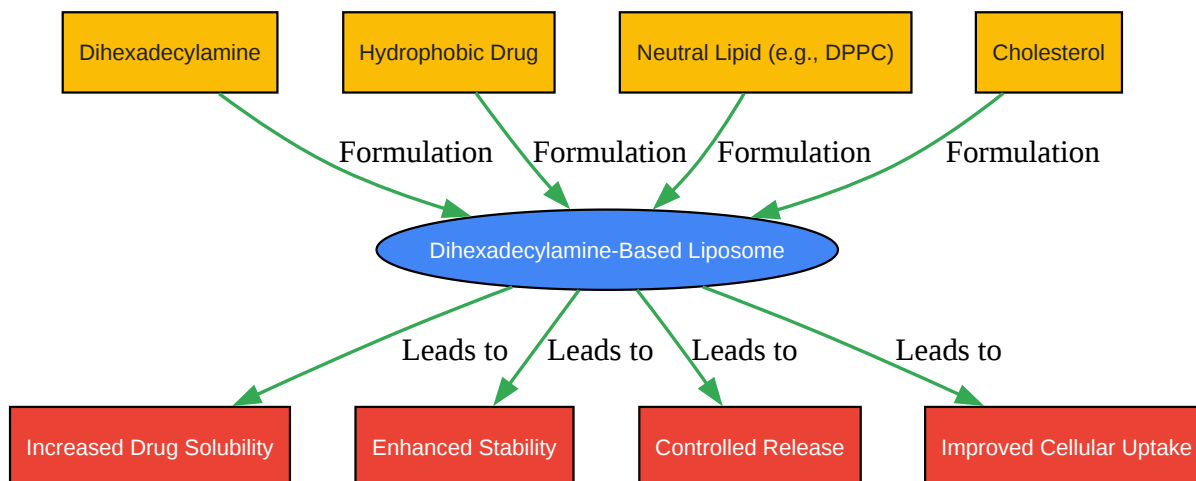 Dihexadecylamine
Hydrophobic Drug
Neutral Lipid (e.g., DPPC)
Cholesterol
Formulation
Formulation
Formulation
Formulation
Dihexadecylamine-Based Liposome
Leads to
Leads to
Leads to
Leads to
Increased Drug Solubility
Enhanced Stability
Controlled Release
Improved Cellular Uptake